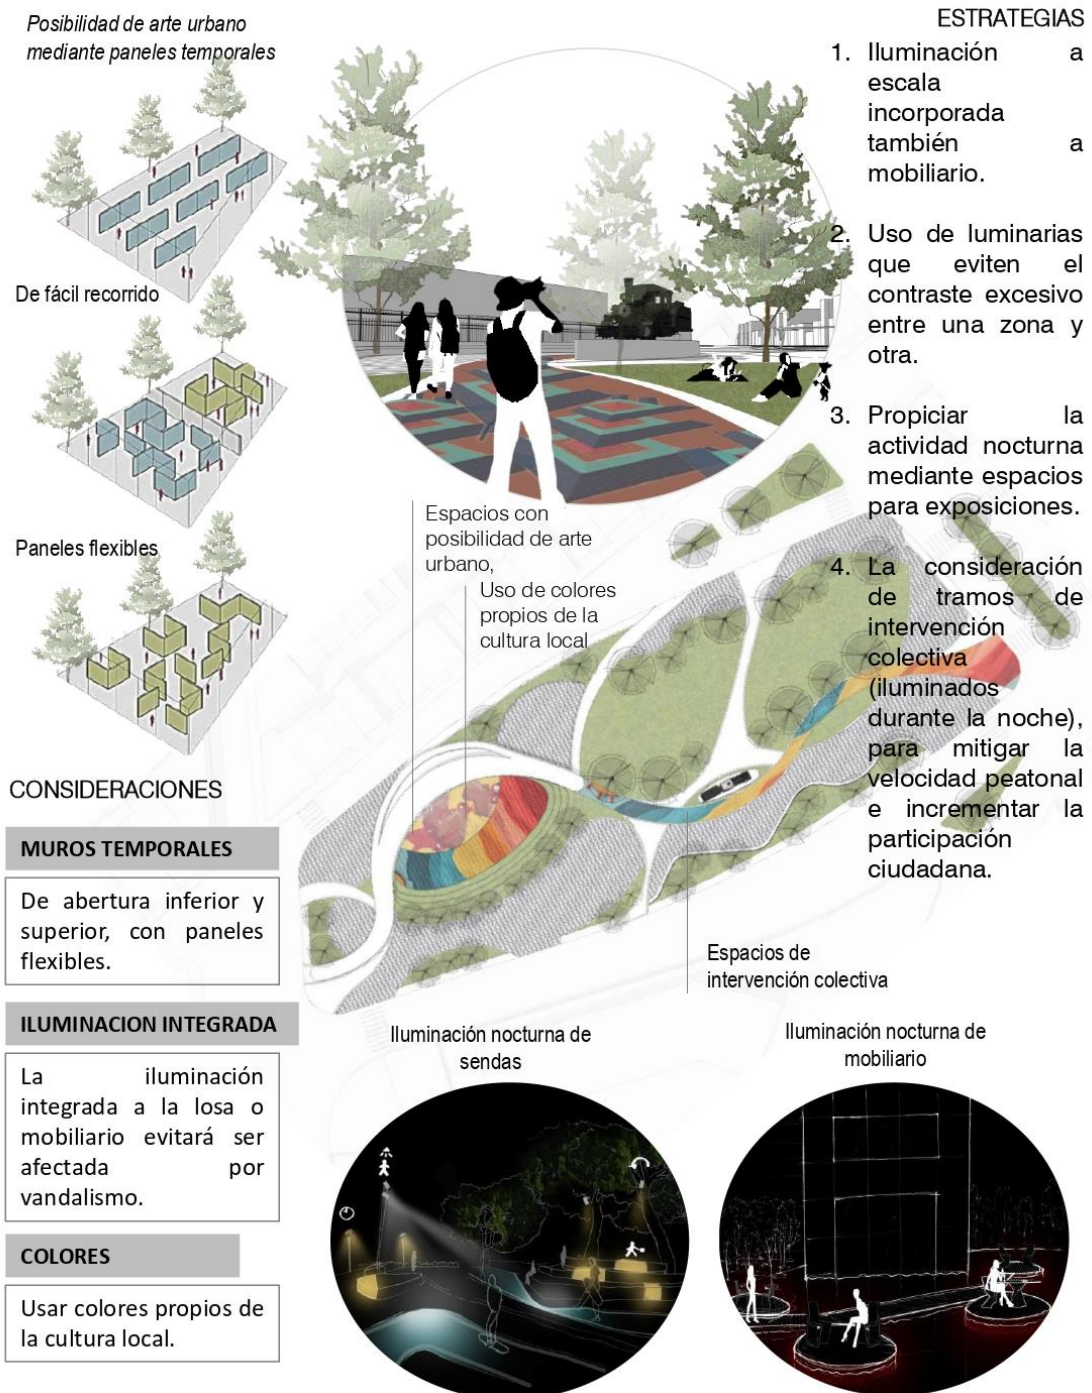 Posibilidad de arte urbano
mediante paneles temporales
De fácil recorrido
Paneles flexibles
CONSIDERACIONES
MUROS TEMPORALES
De abertura inferior y
superior, con paneles
flexibles.
ILUMINACION INTEGRADA
La iluminación
integrada a la losa o
mobiliario evitará ser
afectada por
vandalismo.
COLORES
Usar colores propios de
la cultura local.
Espacios con
posibilidad de arte
urbano,
Uso de colores
propios de la
cultura local
Espacios de
intervención colectiva
Iluminación nocturna de
sendas
Iluminación nocturna de
mobiliario
ESTRATEGIAS
1. Iluminación a
escala
incorporada
también a
mobiliario.
2. Uso de luminarias
que eviten el
contraste excesivo
entre una zona y
otra.
3. Propiciar la
actividad nocturna
mediante espacios
para exposiciones.
4. La consideración
de tramos de
intervención
colectiva
(iluminados
durante la noche),
para mitigar la
velocidad peatonal
e incrementar la
participación
ciudadana.